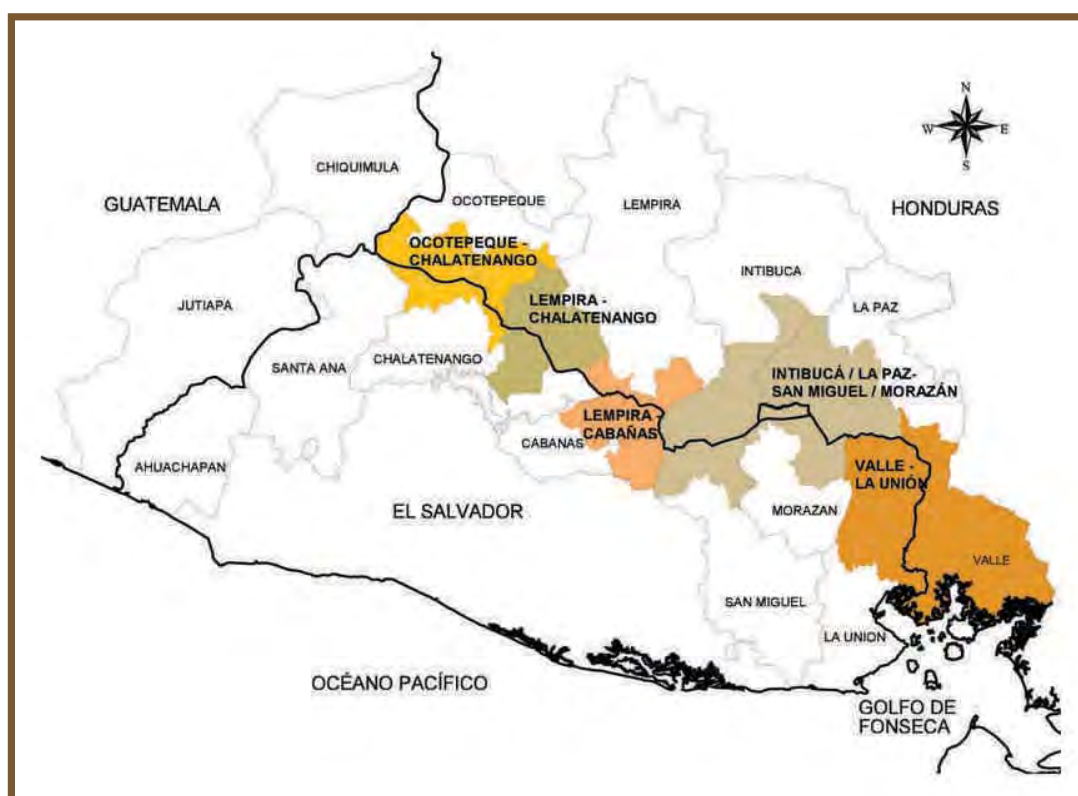 N
W
E
S
CHIQUIMULA
GUATEMALA
OCOTEPEQUE
LEMPIRA
HONDURAS
OCOTEPEQUE -
CHALATENANGO
INTIBUCA
JUTIAPA
LEMPIRA -
CHALATENANGO
LA PAZ
SANTA ANA
CHALATENANGO
INTIBUCÁ / LA PAZ-
SAN MIGUEL / MORAZÁN
LEMPIRA -
CABAÑAS
CABANAS
AHUACHAPAN
VALLE -
LA UNIÓN
EL SALVADOR
MORAZAN
VALLE
SAN MIGUEL
LA UNION
OCÉANO PACÍFICO
GOLFO DE
FONSECA